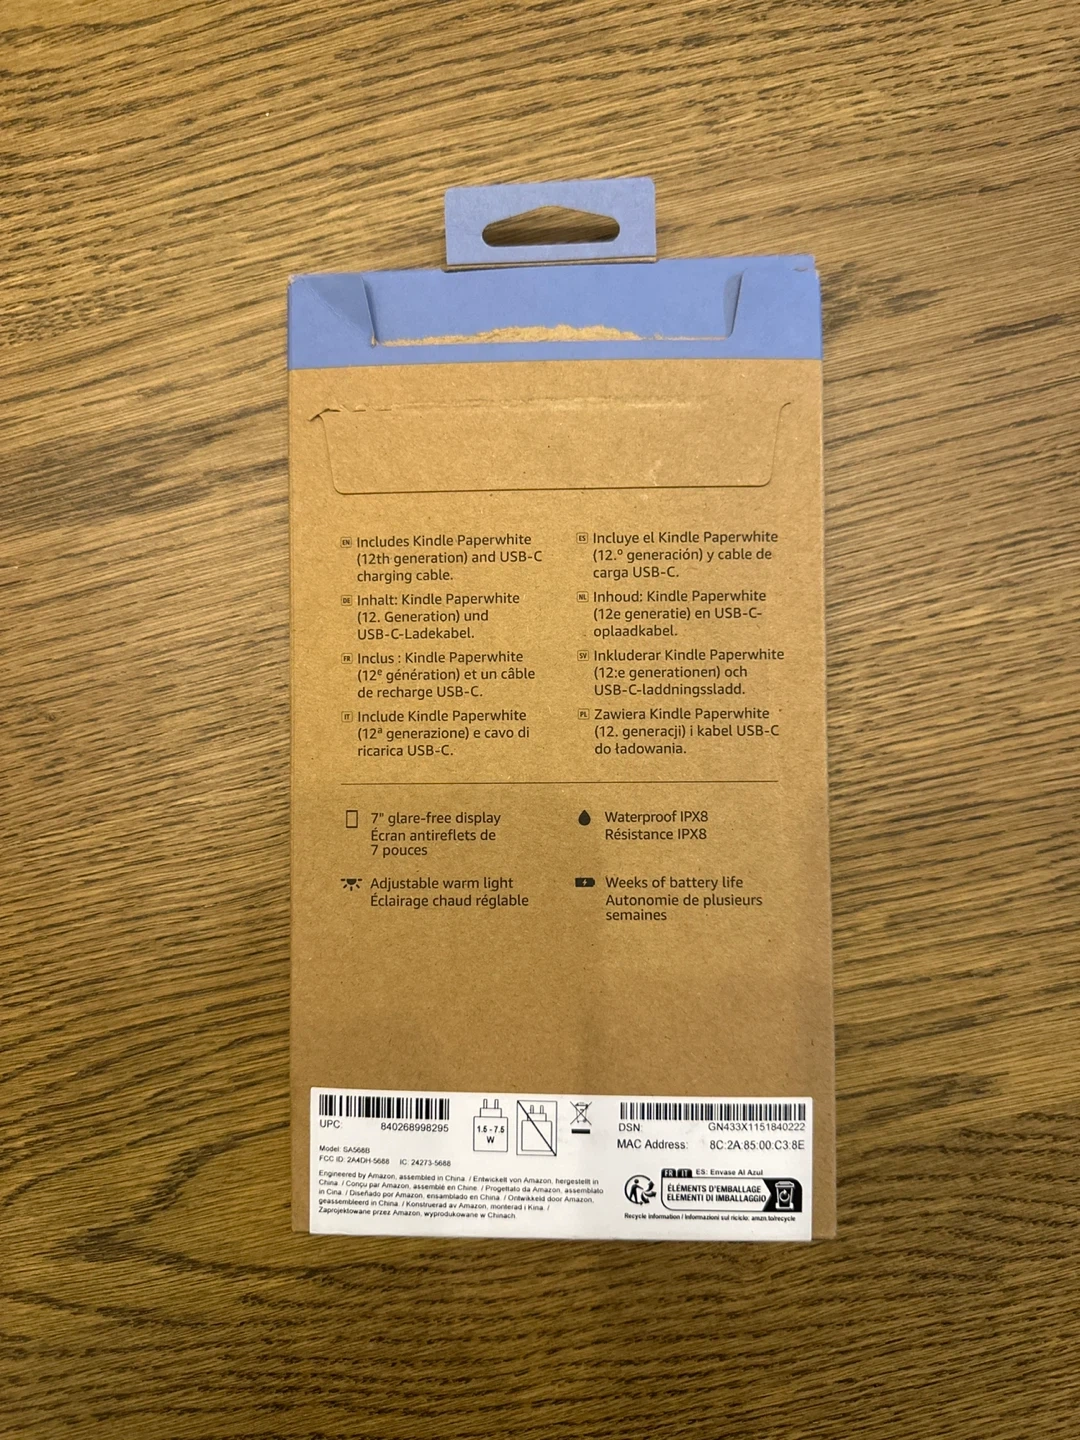 EN Includes Kindle Paperwhite
(12th generation) and USB-C
charging cable.
DE Inhalt: Kindle Paperwhite
(12. Generation) und
USB-C-Ladekabel.
FR Inclus : Kindle Paperwhite
(12e génération) et un câble
de recharge USB-C.
IT Include Kindle Paperwhite
(12ª generazione) e cavo di
ricarica USB-C.
ES Incluye el Kindle Paperwhite
(12.º generación) y cable de
carga USB-C.
NL Inhoud: Kindle Paperwhite
(12e generatie) en USB-C-
oplaadkabel.
SV Inkluderar Kindle Paperwhite
(12:e generationen) och
USB-C-laddningssladd.
PL Zawiera Kindle Paperwhite
(12. generacji) i kabel USB-C
do ładowania.
7" glare-free display
Écran antireflets de
7 pouces
Waterproof IPX8
Résistance IPX8
Adjustable warm light
Éclairage chaud réglable
Weeks of battery life
Autonomie de plusieurs
semaines
UPC: 840268998295
Model: SA568B
FCC ID: 2A4DH-5688 IC: 24273-5688
Engineered by Amazon, assembled in China. / Entwickelt von Amazon, hergestellt in
China. / Conçu par Amazon, assemblé en Chine. / Progettato da Amazon, assemblato
in Cina. / Diseñado por Amazon, ensamblado en China. / Ontwikkeld door Amazon,
geassembleerd in China. / Konstruerad av Amazon, monterad i Kina. /
Zaprojektowane przez Amazon, wyprodukowane w Chinach.
1.5 - 7.5
W
DSN: GN433X1151840222
MAC Address: 8C:2A:85:00:C3:8E
FR IT ES: Envase Al Azul
ÉLÉMENTS D'EMBALLAGE
ELEMENTI DI IMBALLAGGIO
Recycle information / Informazioni sul riciclo: amzn.to/recycle